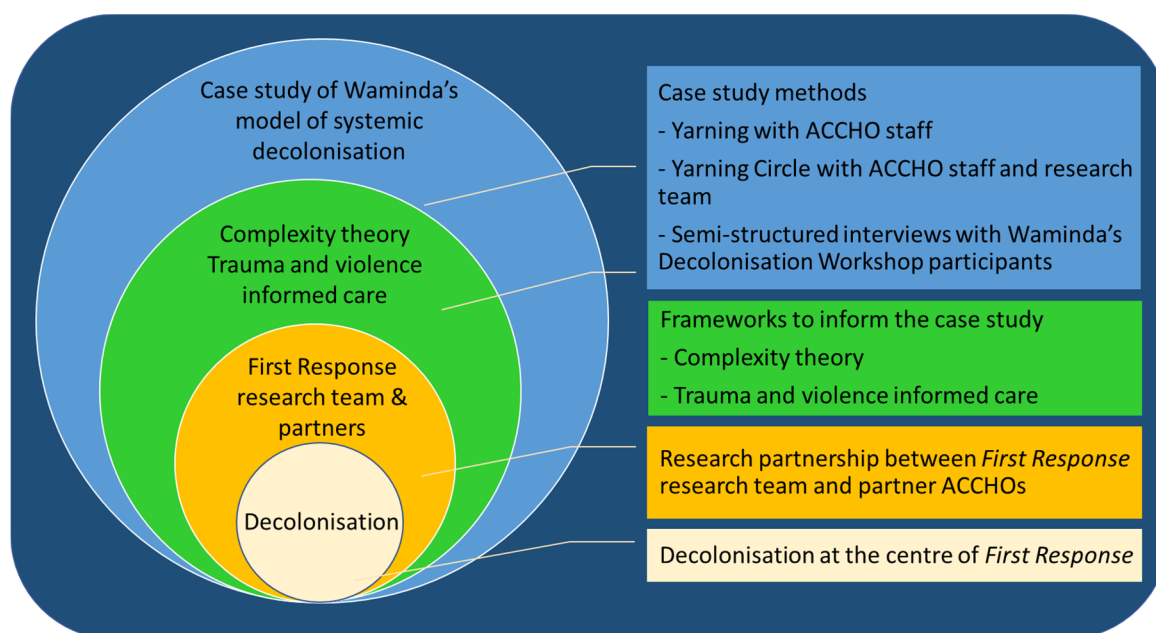 Case study of Waminda's
model of systemic
decolonisation
Complexity theory
Trauma and violence
informed care
First Response
research team &
partners
Decolonisation
Case study methods
- Yarning with ACCHO staff
- Yarning Circle with ACCHO staff and research
team
- Semi-structured interviews with Waminda's
Decolonisation Workshop participants
Frameworks to inform the case study
- Complexity theory
- Trauma and violence informed care
Research partnership between First Response
research team and partner ACCHOs
Decolonisation at the centre of First Response